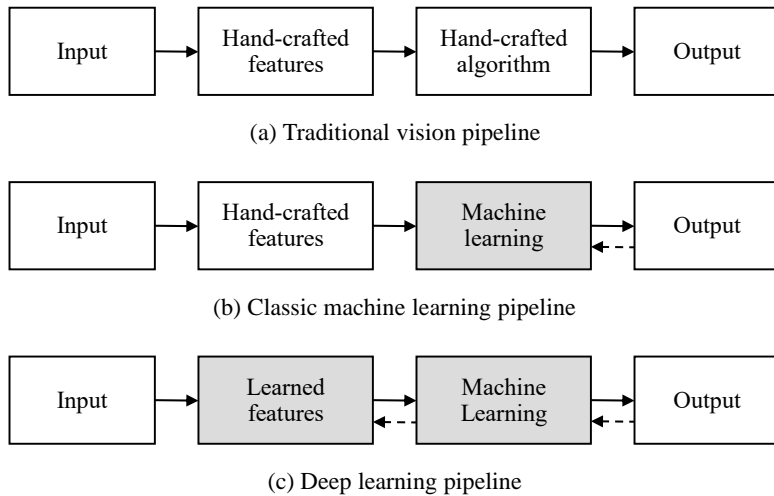 Input
Hand-crafted
features
Hand-crafted
algorithm
Output
(a) Traditional vision pipeline
Input
Hand-crafted
features
Machine
learning
Output
(b) Classic machine learning pipeline
Input
Learned
features
Machine
Learning
Output
(c) Deep learning pipeline